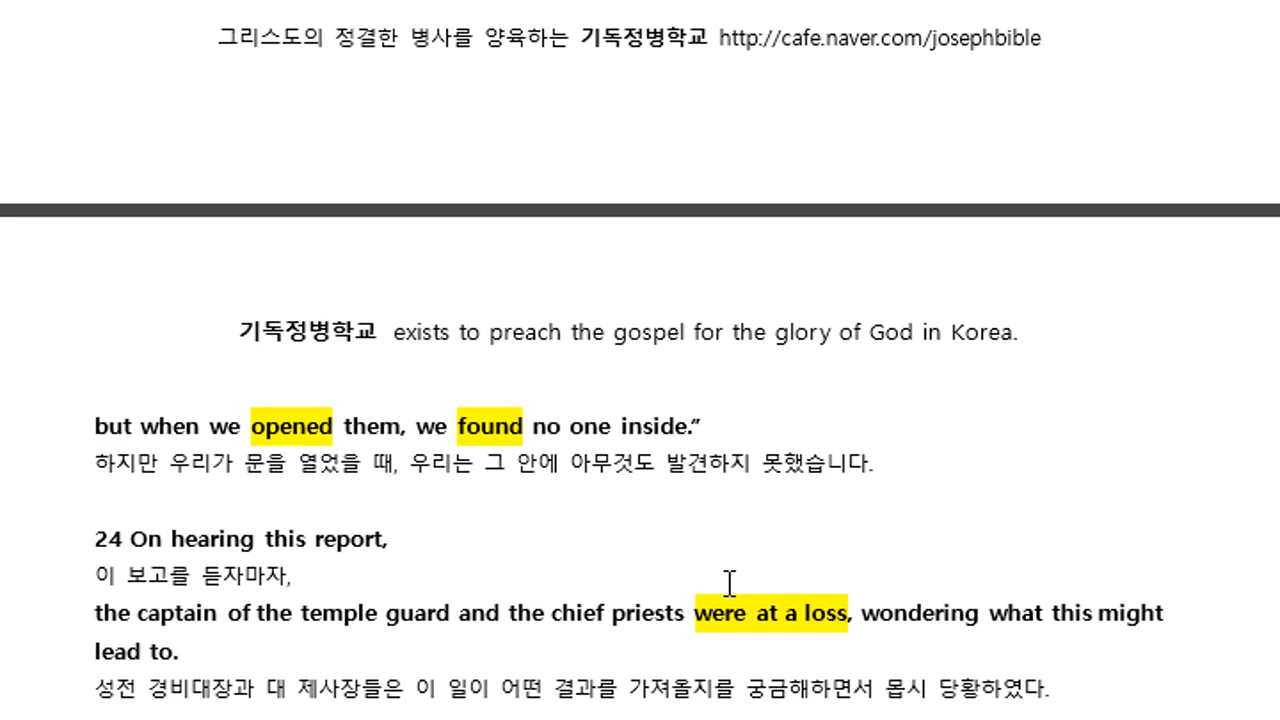 그리스도의 정결한 병사를 양육하는 기독정병학교 http://cafe.naver.com/josephbible
기독정병학교 exists to preach the gospel for the glory of God in Korea.
but when we opened them, we found no one inside.”
하지만 우리가 문을 열었을 때, 우리는 그 안에 아무것도 발견하지 못했습니다.
24 On hearing this report,
이 보고를 듣자마자,
the captain of the temple guard and the chief priests were at a loss, wondering what this might
lead to.
성전 경비대장과 대 제사장들은 이 일이 어떤 결과를 가져올지를 궁금해하면서 몹시 당황하였다.